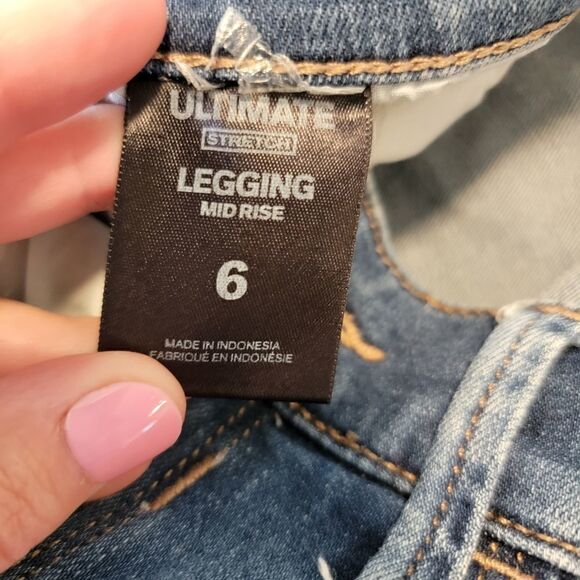 ULTIMATE
STRETCH
LEGGING
MID RISE
6
MADE IN INDONESIA
FABRIQUÉ EN INDONÉSIE